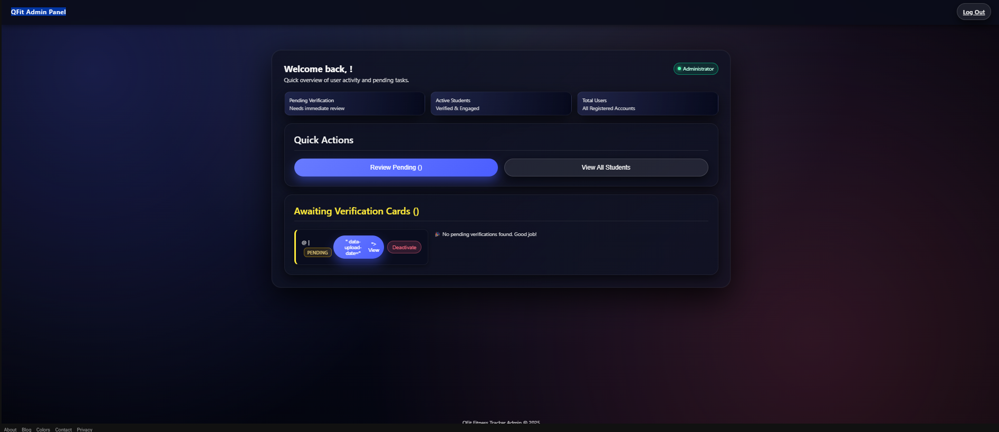 QFit Admin Panel
Log Out
Welcome back, !
Administrator
Quick overview of user activity and pending tasks.
Pending Verification
Needs immediate review
Active Students
Verified & Engaged
Total Users
All Registered Accounts
Quick Actions
Review Pending ()
View All Students
Awaiting Verification Cards ()
@ |
PENDING
" data-
upload-
date="
">
View
Deactivate
🎉 No pending verifications found. Good job!
QFit Fitness Tracker Admin © 2025
About Blog Colors Contact Privacy